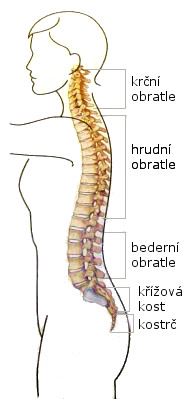 krční
obratle
hrudní
obratle
bederní
obratle
křížová
kost
kostrč